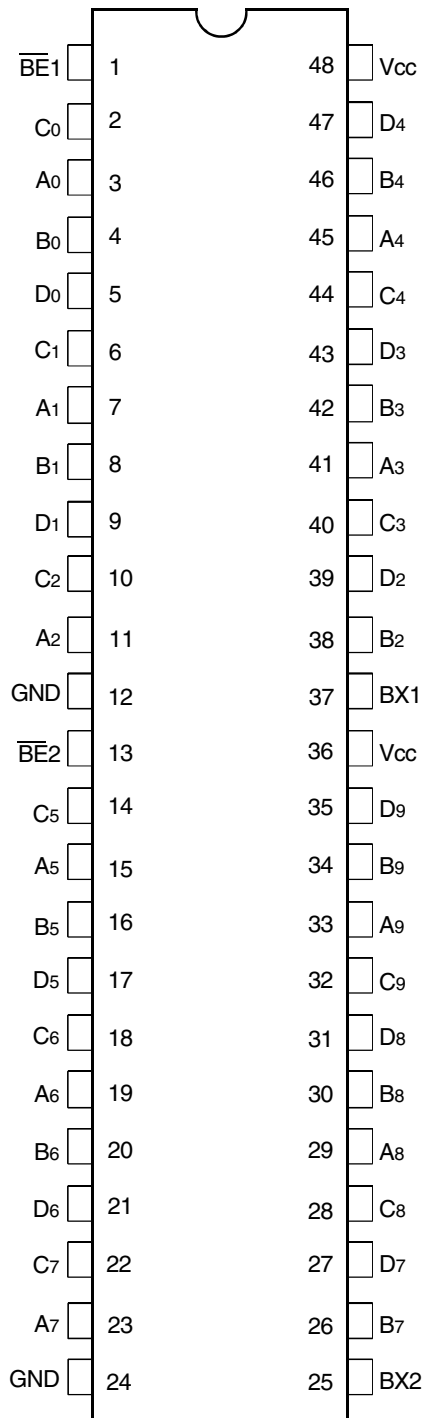 BE1 1 48 Vcc
C0 2 47 D4
A0 3 46 B4
B0 4 45 A4
D0 5 44 C4
C1 6 43 D3
A1 7 42 B3
B1 8 41 A3
D1 9 40 C3
C2 10 39 D2
A2 11 38 B2
GND 12 37 BX1
BE2 13 36 Vcc
C5 14 35 D9
A5 15 34 B9
B5 16 33 A9
D5 17 32 C9
C6 18 31 D8
A6 19 30 B8
B6 20 29 A8
D6 21 28 C8
C7 22 27 D7
A7 23 26 B7
GND 24 25 BX2